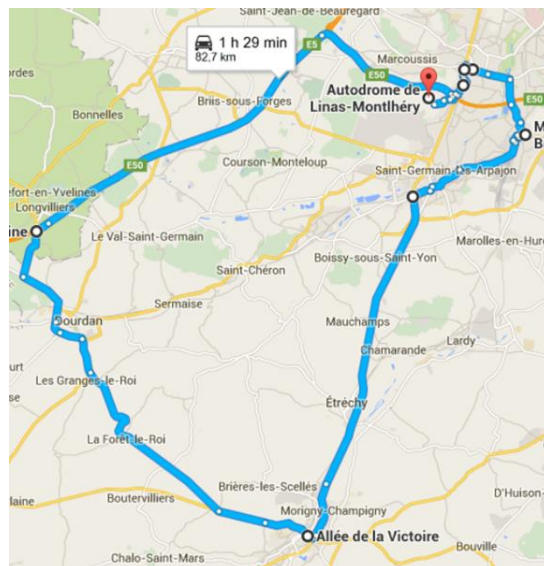 Saint-Jean-de-Beauregard
1 h 29 min
82,7 km
E5
Marcoussis
E50
Autodrome de
Linas-Montlhéry
Bonnelles
Briis-sous-Forges
E50
E50
Courson-Monteloup
Saint-Germain-lès-Arpajon
Longvilliers
Le Val-Saint-Germain
Marolles-en-Hu
Boissy-sous-Saint-Yon
Saint-Chéron
Sermaise
Dourdan
Mauchamps
Chamarande
Lardy
Les Granges-le-Roi
Étréchy
La Forêt-le-Roi
Brières-les-Scellés
D'Huison-
Boutervilliers
Morigny-Champigny
Allée de la Victoire
Bouville
Chalo-Saint-Mars